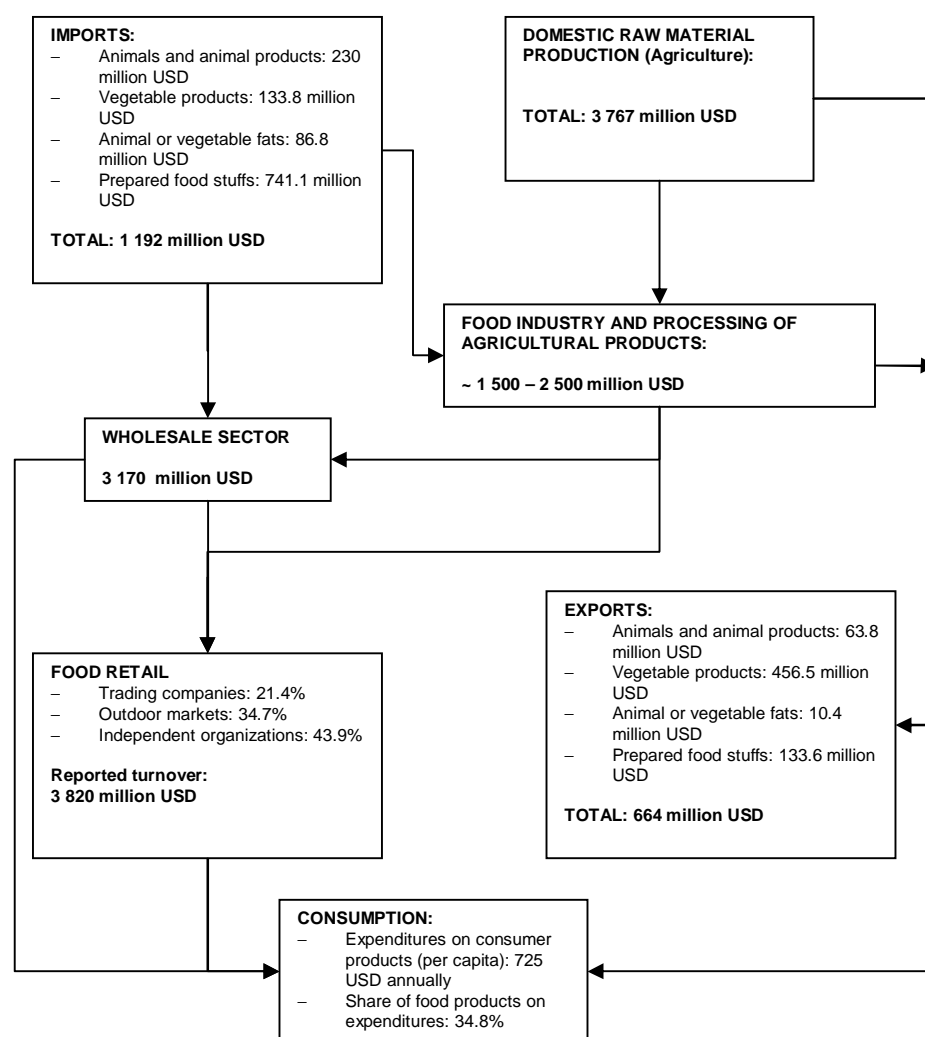 IMPORTS:
– Animals and animal products: 230
million USD
– Vegetable products: 133.8 million
USD
– Animal or vegetable fats: 86.8
million USD
– Prepared food stuffs: 741.1 million
USD
TOTAL: 1 192 million USD
DOMESTIC RAW MATERIAL
PRODUCTION (Agriculture):
TOTAL: 3 767 million USD
FOOD INDUSTRY AND PROCESSING OF
AGRICULTURAL PRODUCTS:
~ 1 500 – 2 500 million USD
WHOLESALE SECTOR
3 170 million USD
FOOD RETAIL
– Trading companies: 21.4%
– Outdoor markets: 34.7%
– Independent organizations: 43.9%
Reported turnover:
3 820 million USD
EXPORTS:
– Animals and animal products: 63.8
million USD
– Vegetable products: 456.5 million
USD
– Animal or vegetable fats: 10.4
million USD
– Prepared food stuffs: 133.6 million
USD
TOTAL: 664 million USD
CONSUMPTION:
– Expenditures on consumer
products (per capita): 725
USD annually
– Share of food products on
expenditures: 34.8%